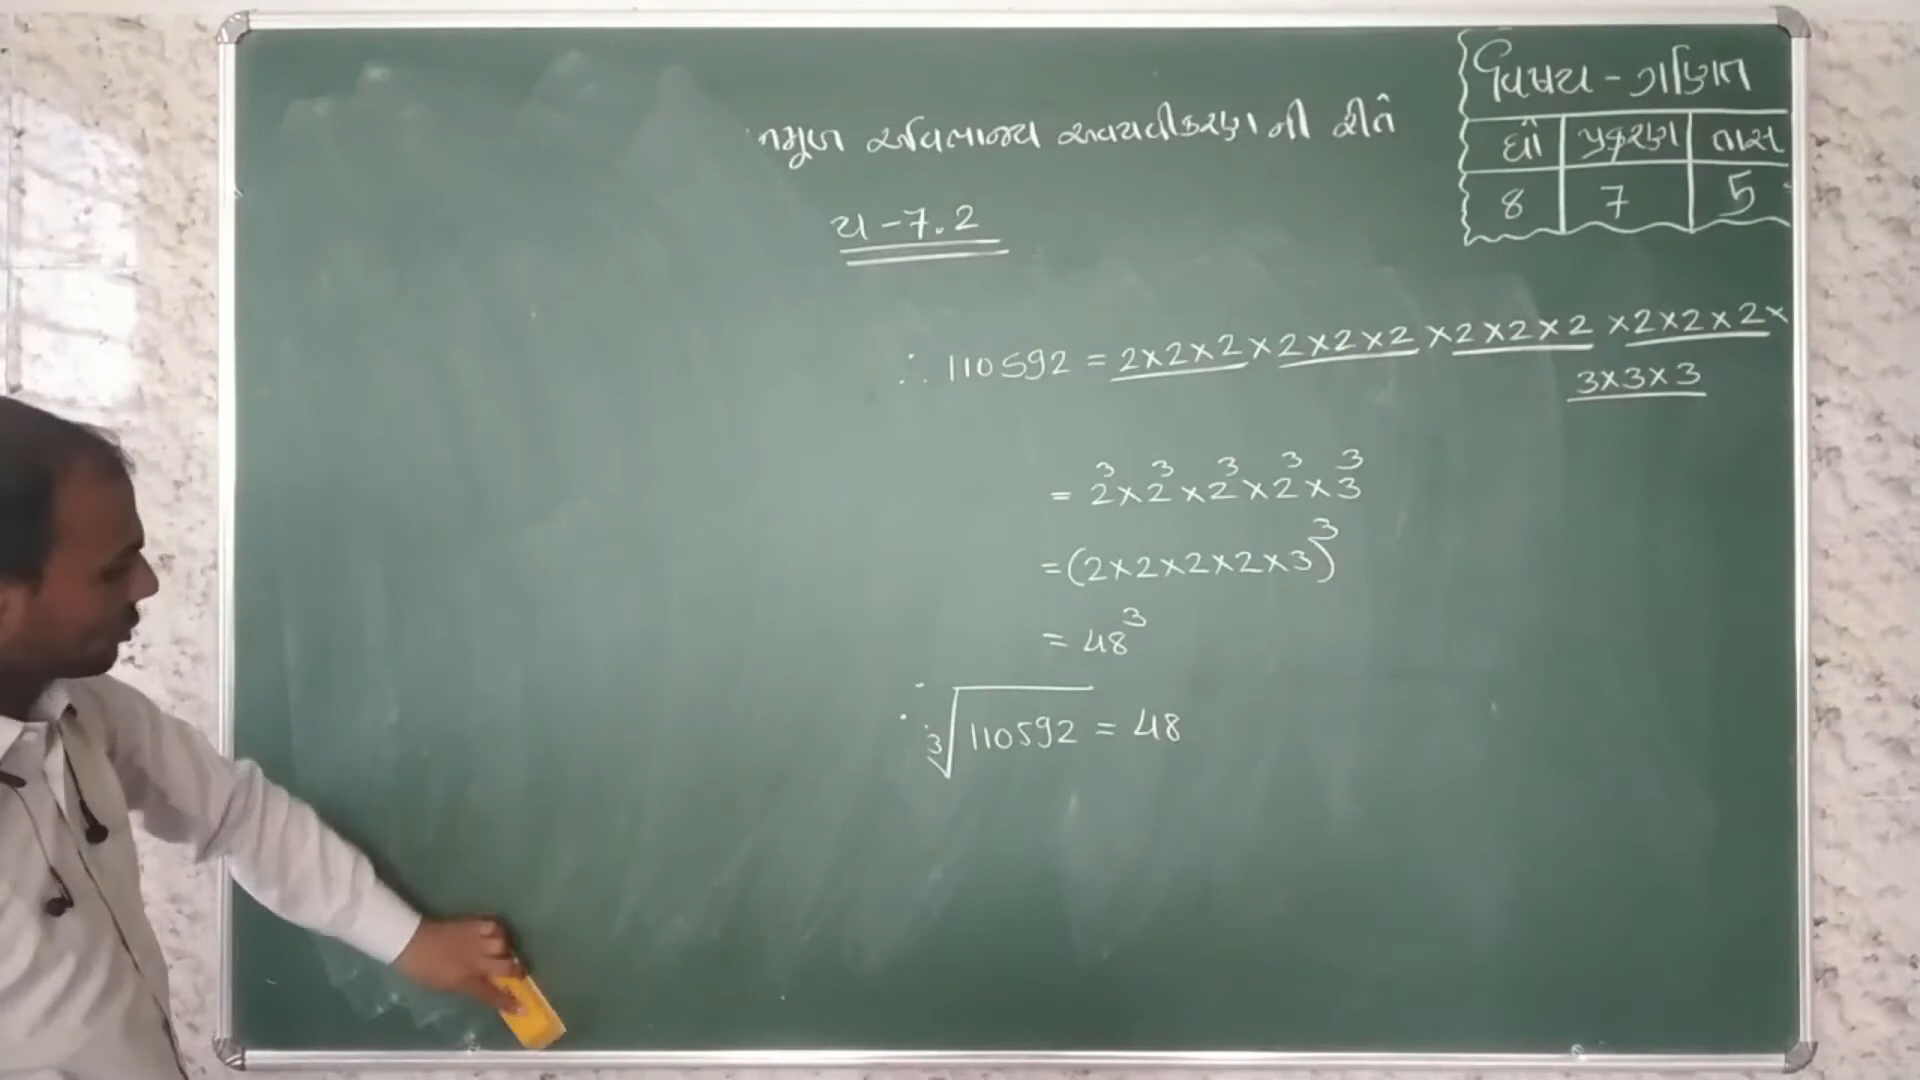 વિષય - ગણિત
ધો પ્રકરણ તાસ
8 7 5
ઘનમૂળ અવિભાજ્ય અવયવીકરણ ની રીતે
સ્વા - 7.2
∴ 110592 = 2×2×2×2×2×2×2×2×2×2×2×2×
3×3×3
= 2³×2³×2³×2³×3³
= (2×2×2×2×3)³
= 48³
∴ ∛110592 = 48